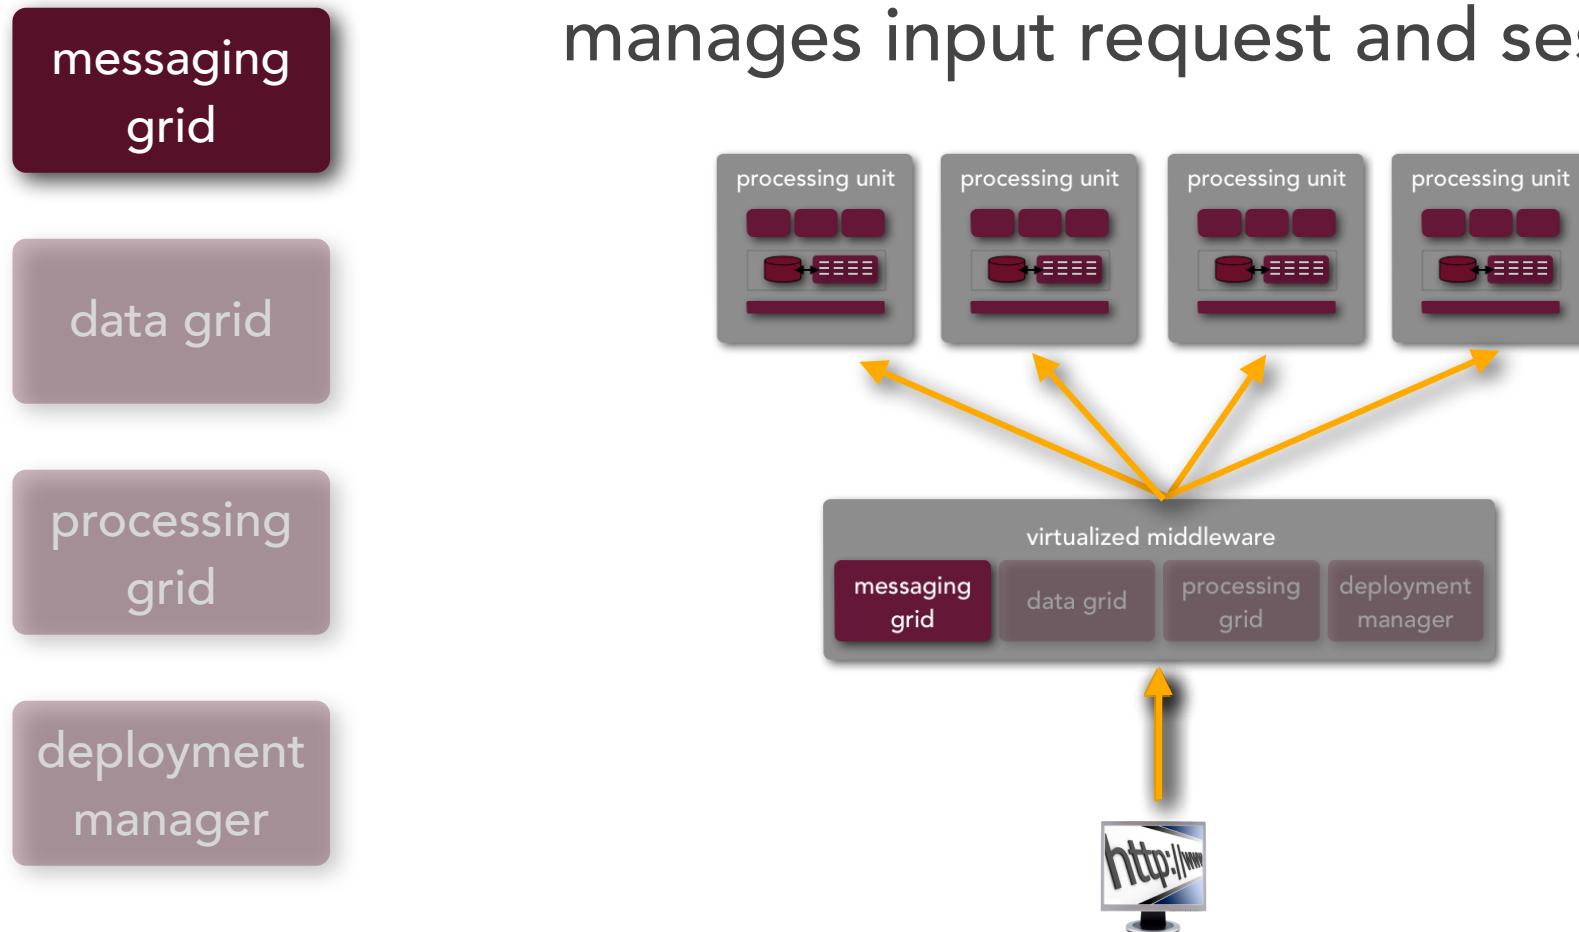 messaging
grid
data grid
processing
grid
deployment
manager
manages input request and
processing unit
processing unit
processing unit
processing unit
virtualized middleware
messaging
grid
data grid
processing
grid
deployment
manager
http://www